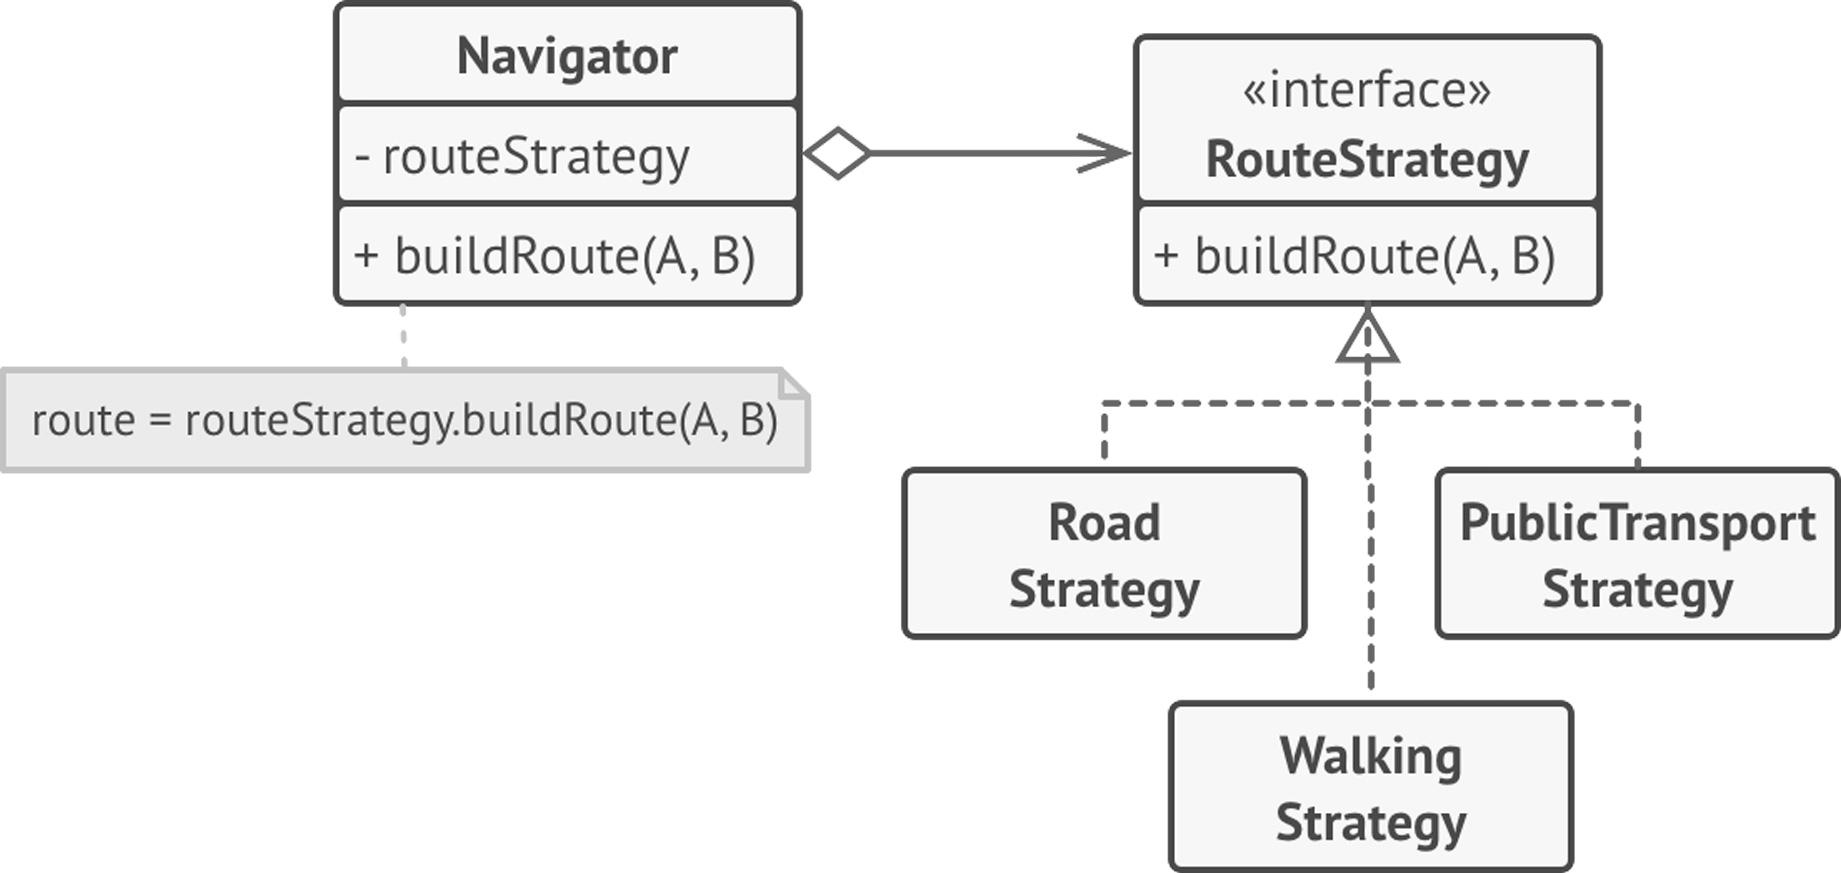 Navigator
- routeStrategy
+ buildRoute(A, B)
route = routeStrategy.buildRoute(A, B)
«interface»
RouteStrategy
+ buildRoute(A, B)
Road
Strategy
PublicTransport
Strategy
Walking
Strategy